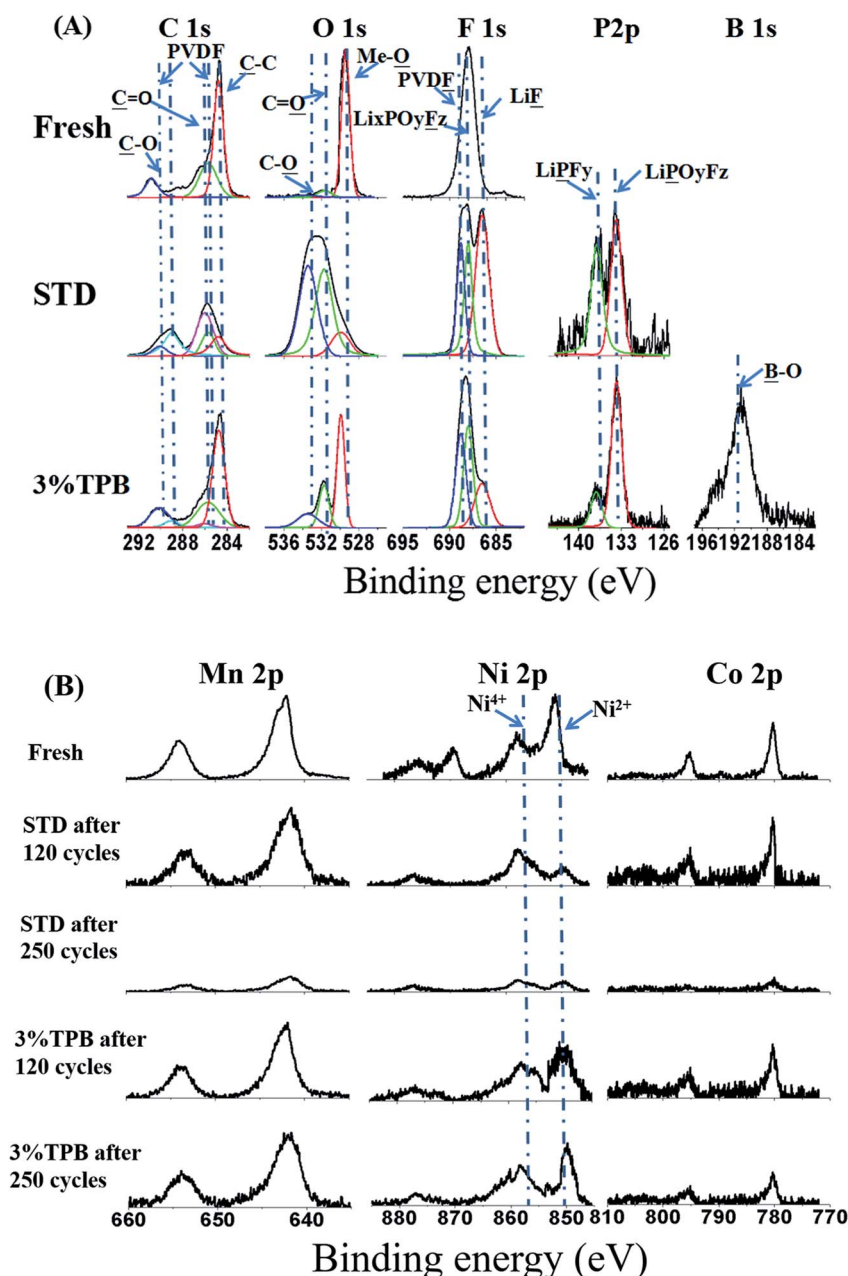 (A) C 1s O 1s F 1s P2p B 1s
PVDF C-C Me-O
C=O C=O PVDF LiF
Fresh LixPOyFz
C-O C-O LiPFy LiPOyFz
STD
B-O
3%TPB
292 288 284 536 532 528 695 690 685 140 133 126 196 192 188 184
Binding energy (eV)
(B) Mn 2p Ni 2p Co 2p
Ni4+ Ni2+
Fresh
STD after
120 cycles
STD after
250 cycles
3%TPB after
120 cycles
3%TPB after
250 cycles
660 650 640 880 870 860 850 810 800 790 780 770
Binding energy (eV)